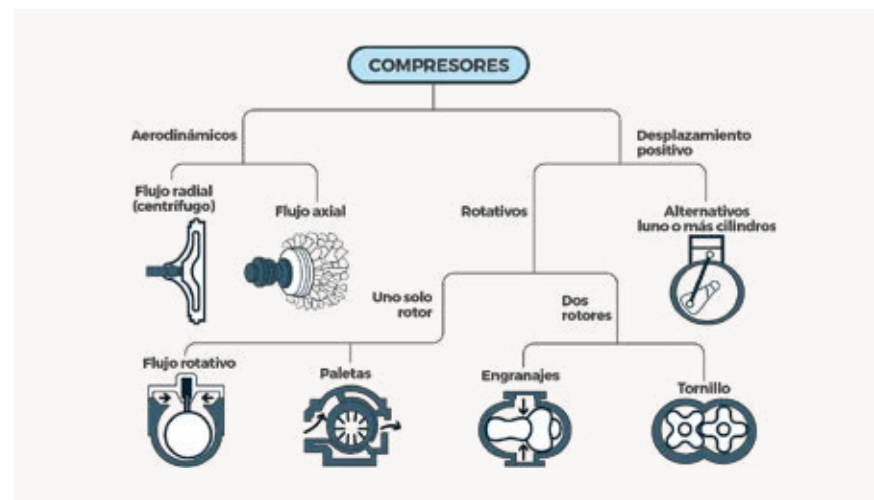 COMPRESORES
Aerodinámicos
Desplazamiento
positivo
Flujo radial
(centrífugo)
Flujo axial
Rotativos
Alternativos
luno o más cilindros
Uno solo
rotor
Dos
rotores
Flujo rotativo
Paletas
Engranajes
Tornillo